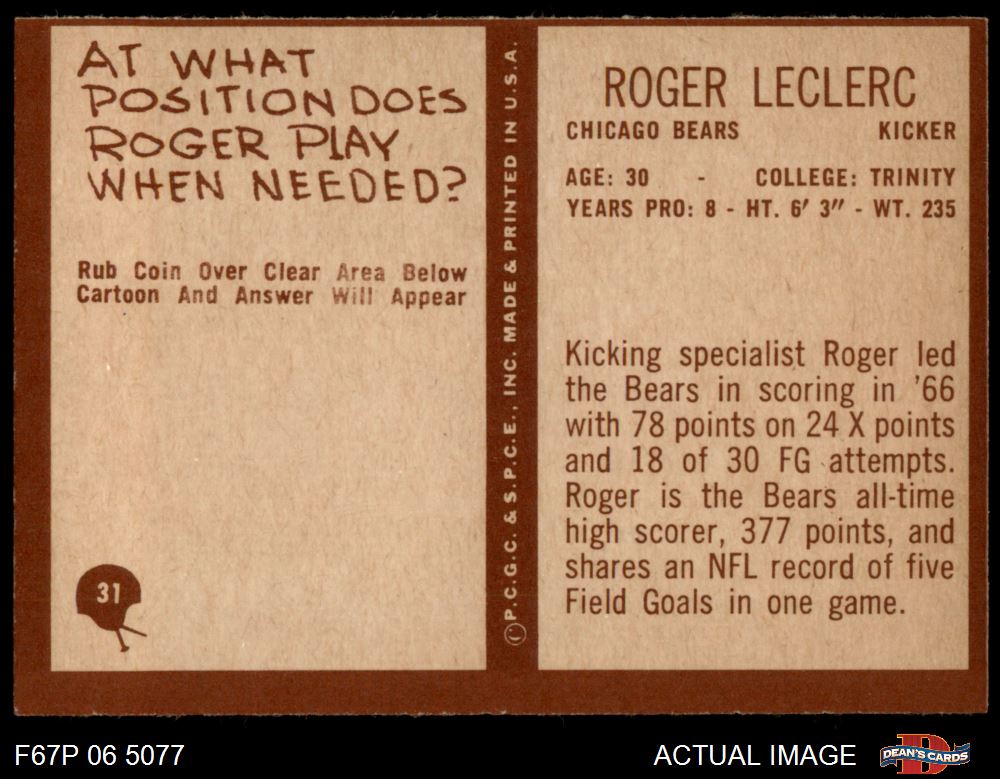 AT WHAT
POSITION DOES
ROGER PLAY
WHEN NEEDED?
Rub Coin Over Clear Area Below
Cartoon And Answer Will Appear
31
©P.C.G.C. & S.P.C.E., INC. MADE & PRINTED IN U.S.A.
ROGER LECLERC
CHICAGO BEARS KICKER
AGE: 30 - COLLEGE: TRINITY
YEARS PRO: 8 - HT. 6′ 3″ - WT. 235
Kicking specialist Roger led
the Bears in scoring in '66
with 78 points on 24 X points
and 18 of 30 FG attempts.
Roger is the Bears all-time
high scorer, 377 points, and
shares an NFL record of five
Field Goals in one game.
F67P 06 5077 ACTUAL IMAGE D DEAN'S CARDS